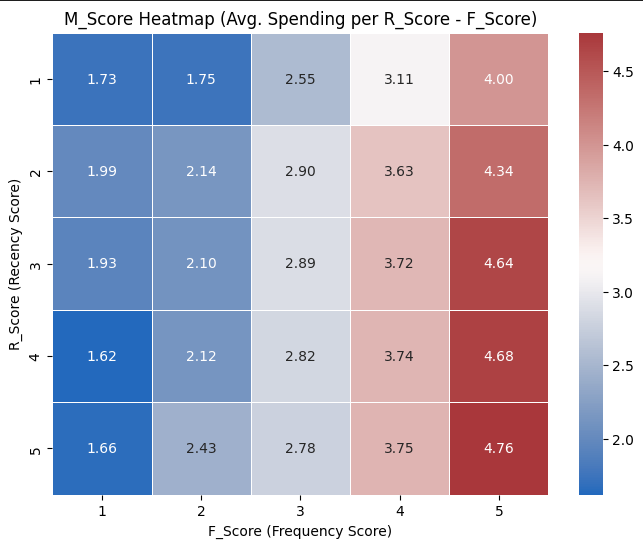 M_Score Heatmap (Avg. Spending per R_Score - F_Score)
1 1.73 1.75 2.55 3.11 4.00
2 1.99 2.14 2.90 3.63 4.34
3 1.93 2.10 2.89 3.72 4.64
4 1.62 2.12 2.82 3.74 4.68
5 1.66 2.43 2.78 3.75 4.76
1 2 3 4 5
F_Score (Frequency Score)
R_Score (Recency Score)
4.5
4.0
3.5
3.0
2.5
2.0